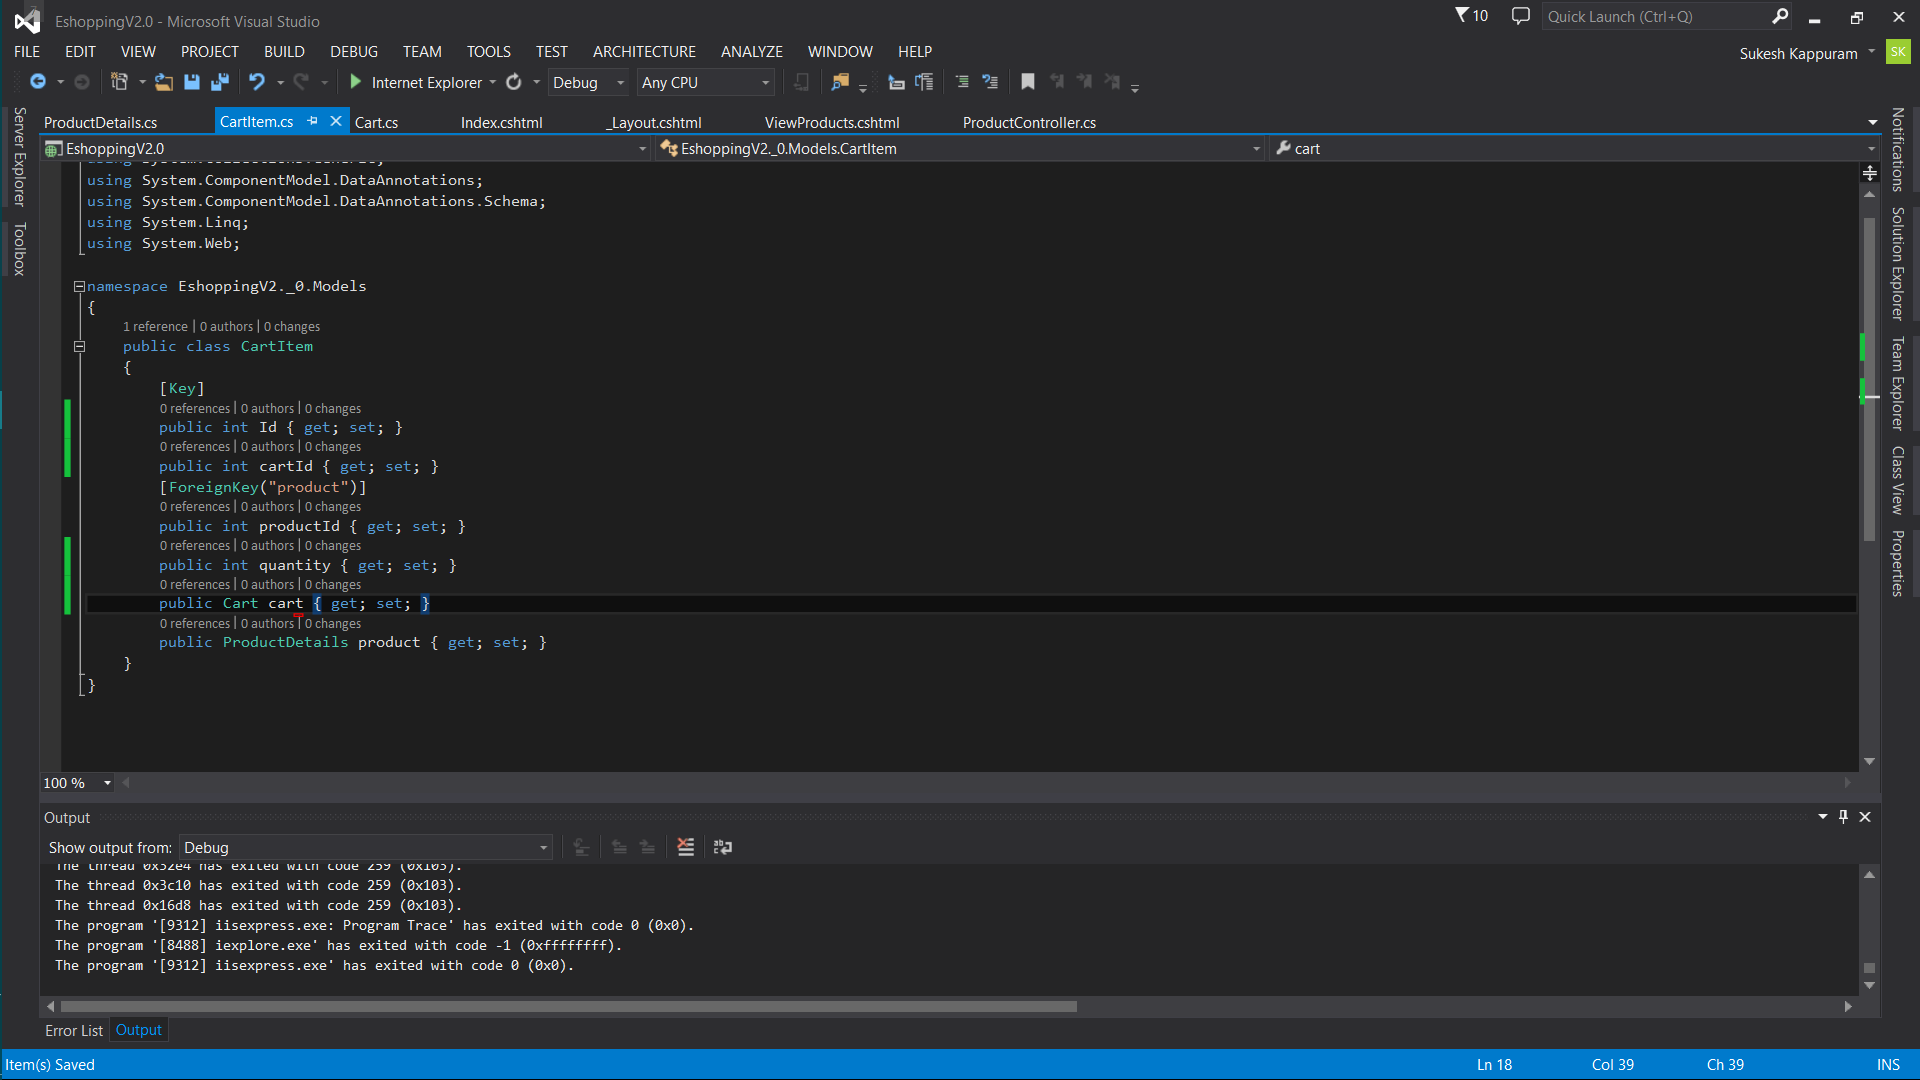 EshoppingV2.0 - Microsoft Visual Studio
10
Quick Launch (Ctrl+Q)
FILE EDIT VIEW PROJECT BUILD DEBUG TEAM TOOLS TEST ARCHITECTURE ANALYZE WINDOW HELP
Sukesh Kappuram SK
Internet Explorer Debug Any CPU
Server Explorer
Toolbox
ProductDetails.cs CartItem.cs Cart.cs Index.cshtml _Layout.cshtml ViewProducts.cshtml ProductController.cs
EshoppingV2.0 EshoppingV2._0.Models.CartItem cart
using System.ComponentModel.DataAnnotations;
using System.ComponentModel.DataAnnotations.Schema;
using System.Linq;
using System.Web;
namespace EshoppingV2._0.Models
{
1 reference | 0 authors | 0 changes
public class CartItem
{
[Key]
0 references | 0 authors | 0 changes
public int Id { get; set; }
0 references | 0 authors | 0 changes
public int cartId { get; set; }
[ForeignKey("product")]
0 references | 0 authors | 0 changes
public int productId { get; set; }
0 references | 0 authors | 0 changes
public int quantity { get; set; }
0 references | 0 authors | 0 changes
public Cart cart { get; set; }
0 references | 0 authors | 0 changes
public ProductDetails product { get; set; }
}
}
Notifications
Solution Explorer
Team Explorer
Class View
Properties
100 %
Output
Show output from: Debug
The thread 0x32e4 has exited with code 259 (0x103).
The thread 0x3c10 has exited with code 259 (0x103).
The thread 0x16d8 has exited with code 259 (0x103).
The program '[9312] iisexpress.exe: Program Trace' has exited with code 0 (0x0).
The program '[8488] iexplore.exe' has exited with code -1 (0xffffffff).
The program '[9312] iisexpress.exe' has exited with code 0 (0x0).
Error List Output
Item(s) Saved Ln 18 Col 39 Ch 39 INS